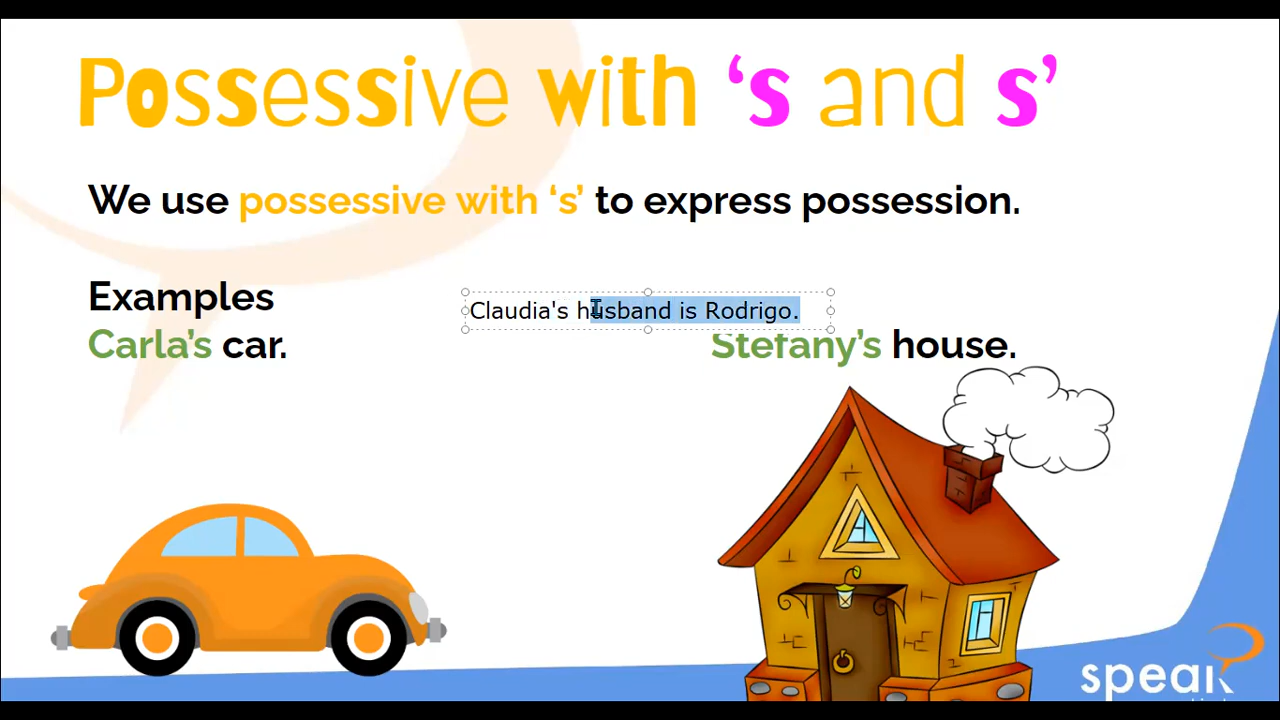 Possessive with ‘s and s’
We use possessive with ‘s’ to express possession.
Examples
Claudia's husband is Rodrigo.
Carla’s car.
Stefany’s house.
speak